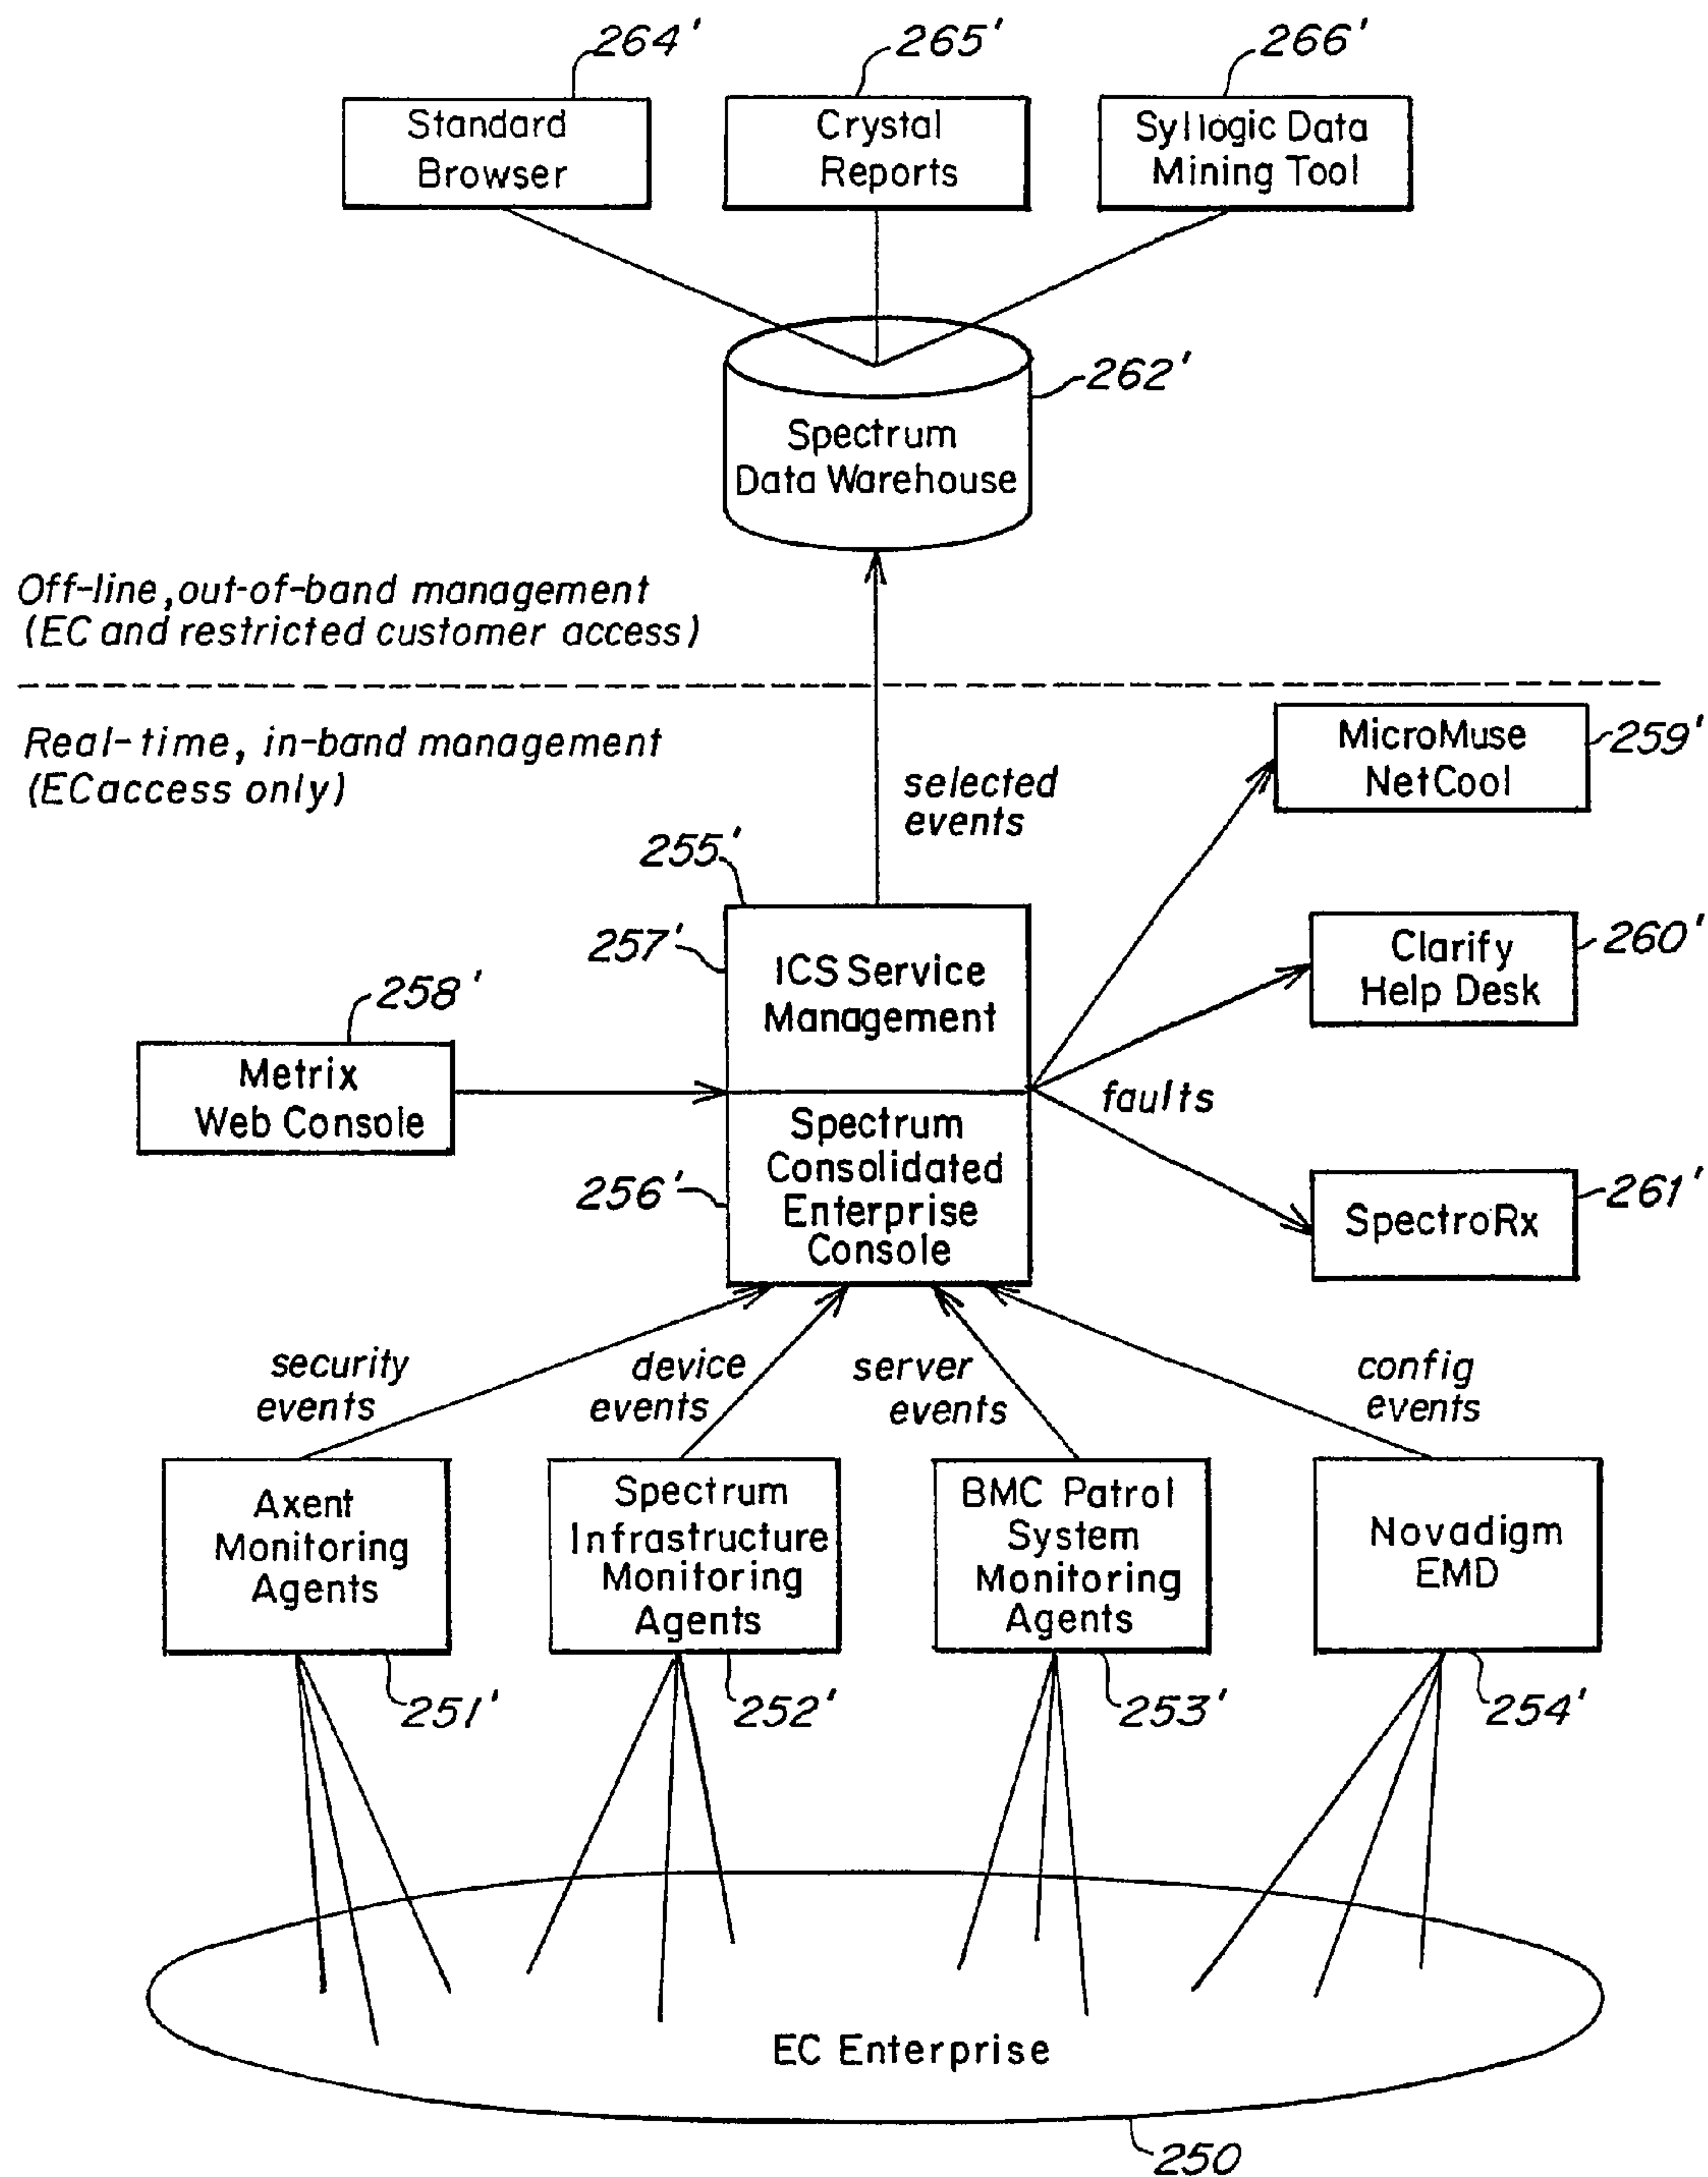 264' 265' 266'
Standard
Browser
Crystal
Reports
Syllogic Data
Mining Tool
262'
Spectrum
Data Warehouse
Off-line, out-of-band management
(EC and restricted customer access)
Real-time, in-band management
(EC access only)
selected
events
MicroMuse
NetCool
259'
255'
257'
ICS Service
Management
Clarify
Help Desk
260'
258'
Metrix
Web Console
faults
Spectrum
Consolidated
Enterprise
Console
256'
SpectroRx
261'
security
events
device
events
server
events
config
events
Axent
Monitoring
Agents
Spectrum
Infrastructure
Monitoring
Agents
BMC Patrol
System
Monitoring
Agents
Novadigm
EMD
251' 252' 253' 254'
EC Enterprise
250